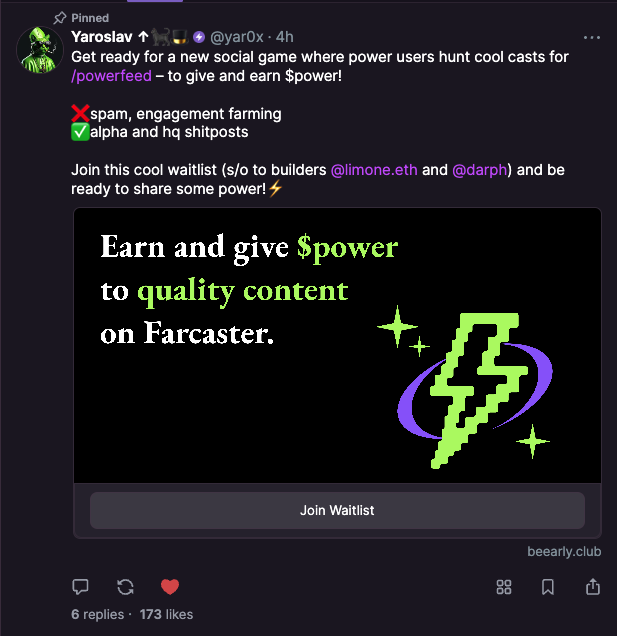 Pinned
Yaroslav ↑🐈‍⬛🎩 @yar0x · 4h
Get ready for a new social game where power users hunt cool casts for
/powerfeed – to give and earn $power!
❌spam, engagement farming
✅alpha and hq shitposts
Join this cool waitlist (s/o to builders @limone.eth and @darph) and be
ready to share some power!⚡
Earn and give $power
to quality content
on Farcaster.
Join Waitlist
beearly.club
6 replies · 173 likes